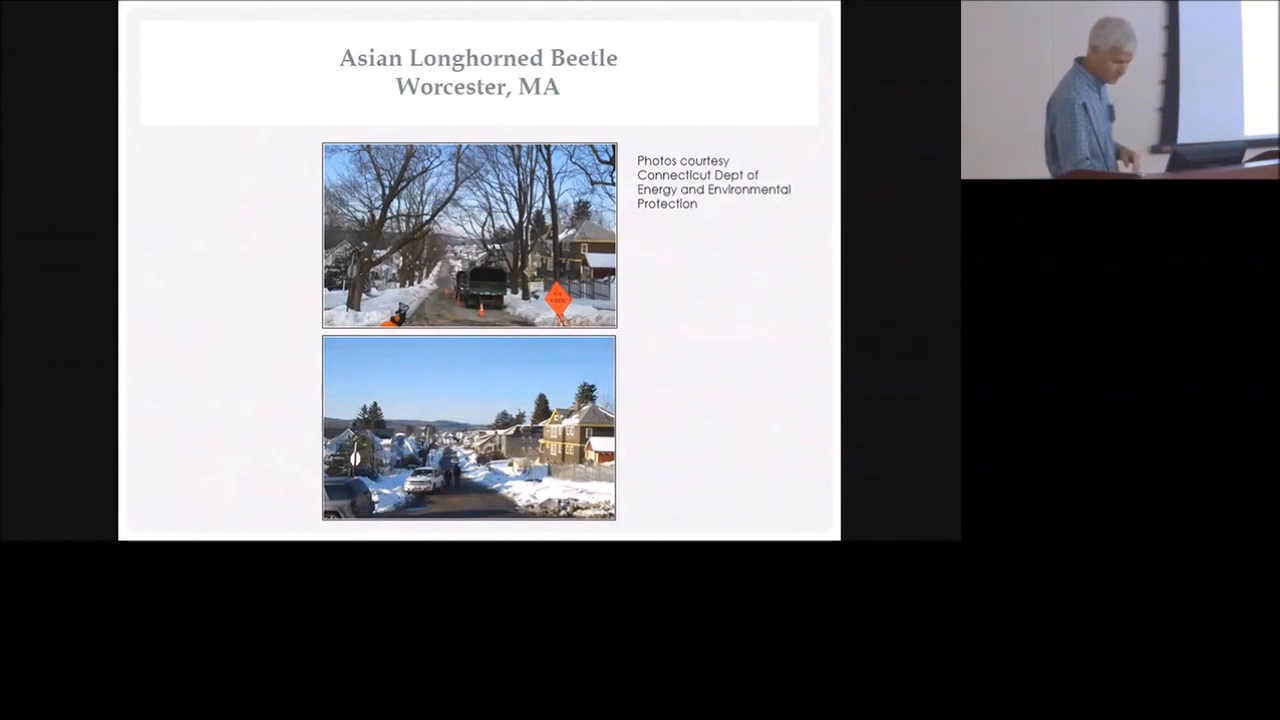 Asian Longhorned Beetle
Worcester, MA
Photos courtesy
Connecticut Dept of
Energy and Environmental
Protection